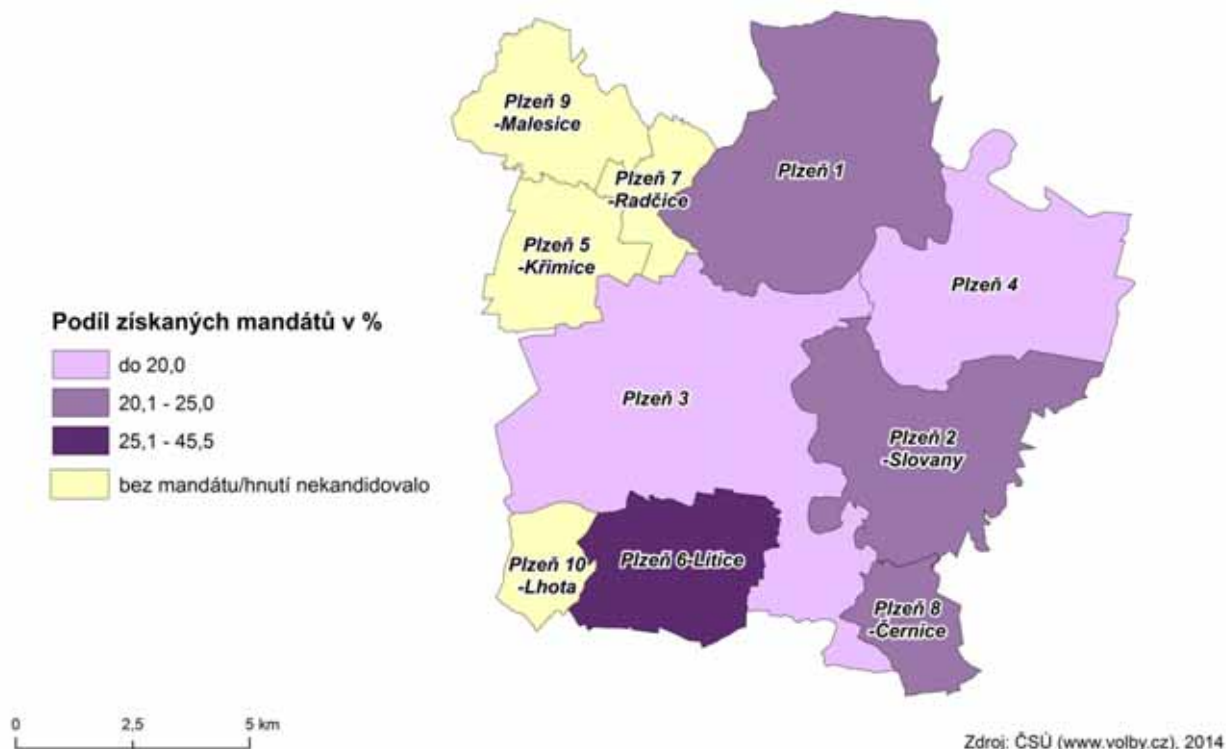 Plzeň 9
-Malesice
Plzeň 7
-Radčice
Plzeň 1
Plzeň 5
-Křimice
Plzeň 4
Podíl získaných mandátů v %
do 20,0
20,1 - 25,0
25,1 - 45,5
bez mandátu/hnutí nekandidovalo
Plzeň 3
Plzeň 2
-Slovany
Plzeň 10
-Lhota
Plzeň 6-Litice
Plzeň 8
-Černice
0 2,5 5 km
Zdroj: ČSÚ (www.volby.cz), 2014